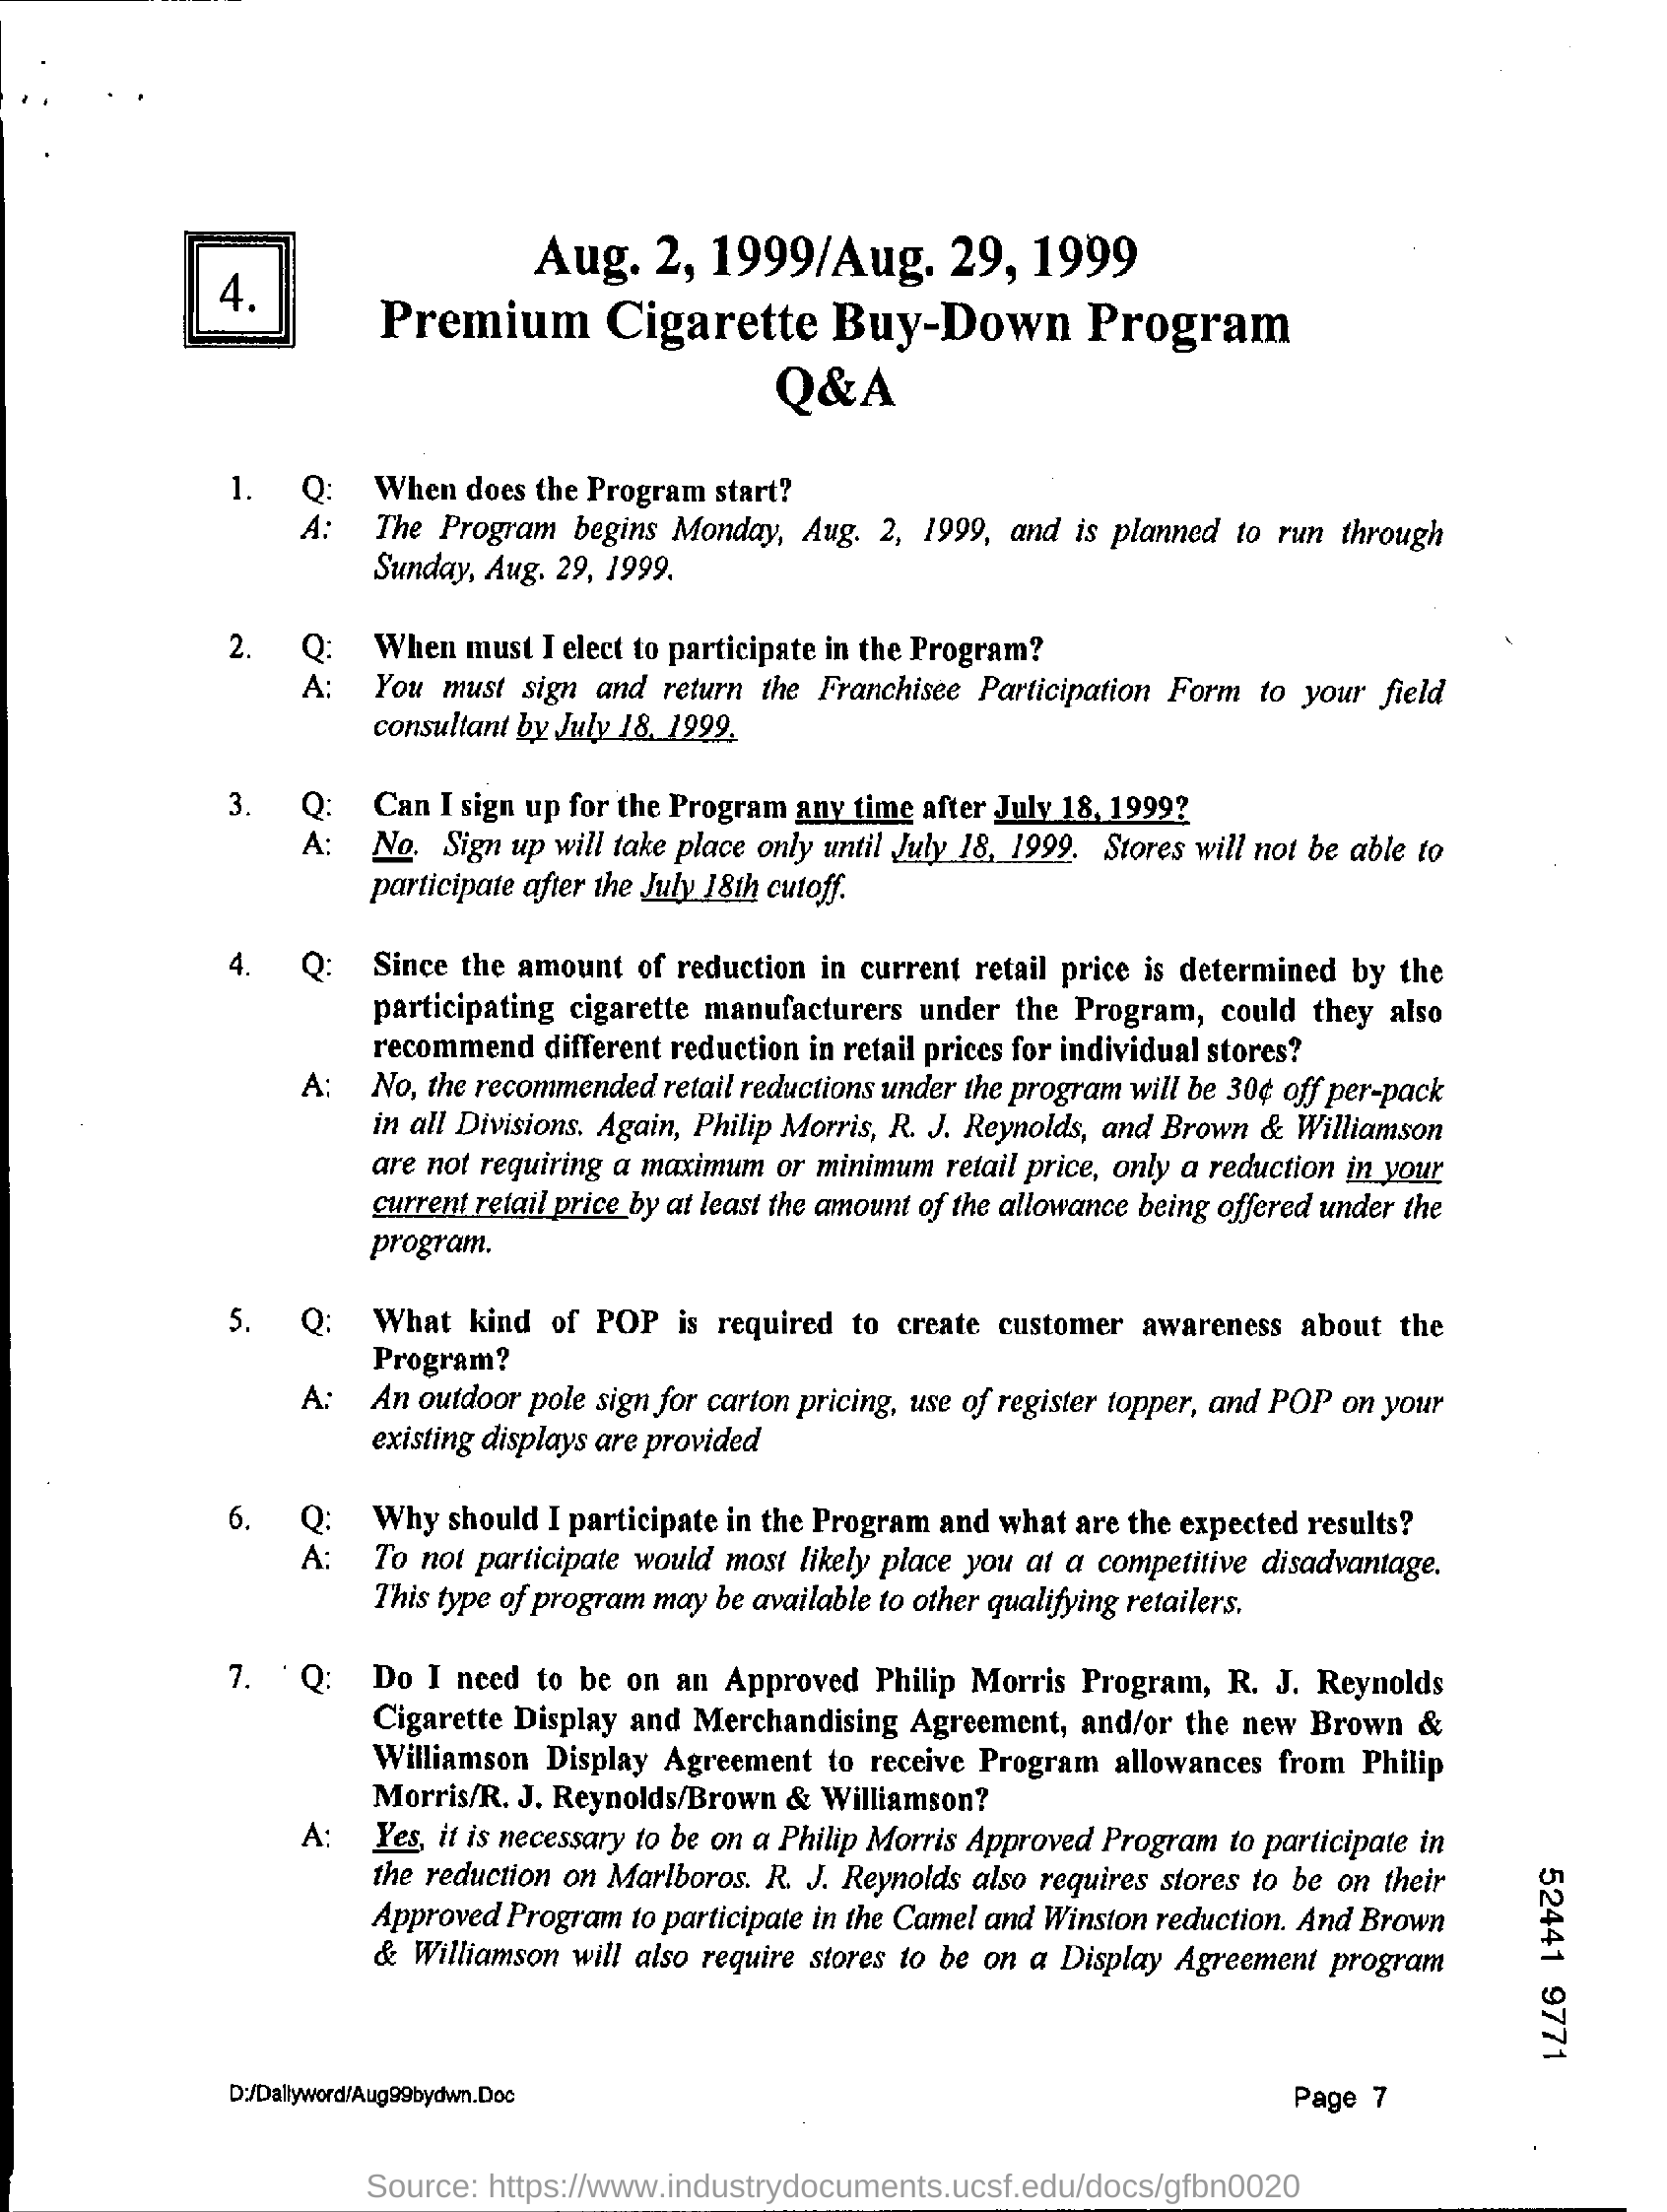 4.
Aug. 2, 1999/Aug. 29, 1999
Premium Cigarette Buy-Down Program
Q&A
1. Q: When does the Program start?
A: The Program begins Monday, Aug. 2, 1999, and is planned to run through
Sunday, Aug. 29, 1999.
2. Q: When must I elect to participate in the Program?
A: You must sign and return the Franchisee Participation Form to your field
consultant by July 18, 1999.
3. Q: Can I sign up for the Program any time after July 18, 1999?
A: No. Sign up will take place only until July 18, 1999. Stores will not be able to
participate after the July 18th cutoff.
4. Q: Since the amount of reduction in current retail price is determined by the
participating cigarette manufacturers under the Program, could they also
recommend different reduction in retail prices for individual stores?
A: No, the recommended retail reductions under the program will be 30¢ off per-pack
in all Divisions. Again, Philip Morris, R. J. Reynolds, and Brown & Williamson
are not requiring a maximum or minimum retail price, only a reduction in your
current retail price by at least the amount of the allowance being offered under the
program.
5. Q: What kind of POP is required to create customer awareness about the
Program?
A: An outdoor pole sign for carton pricing, use of register topper, and POP on your
existing displays are provided
6. Q: Why should I participate in the Program and what are the expected results?
A: To not participate would most likely place you at a competitive disadvantage.
This type of program may be available to other qualifying retailers.
7. Q: Do I need to be on an Approved Philip Morris Program, R. J. Reynolds
Cigarette Display and Merchandising Agreement, and/or the new Brown &
Williamson Display Agreement to receive Program allowances from Philip
Morris/R. J. Reynolds/Brown & Williamson?
A: Yes, it is necessary to be on a Philip Morris Approved Program to participate in
the reduction on Marlboros. R. J. Reynolds also requires stores to be on their
Approved Program to participate in the Camel and Winston reduction. And Brown
& Williamson will also require stores to be on a Display Agreement program
52441 9771
D:/Dallyword/Aug99bydwn.Doc
Page 7
Source: https://www.industrydocuments.ucsf.edu/docs/gfbn0020